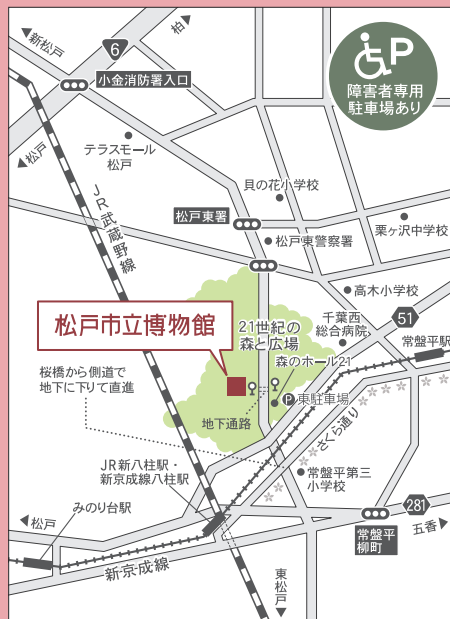 新松戸
柏
6
小金消防署入口
P
障害者専用
駐車場あり
松戸
テラスモール
松戸
JR武蔵野線
貝の花小学校
松戸東署
栗ヶ沢中学校
松戸東警察署
高木小学校
51
千葉西
総合病院
常盤平駅
松戸市立博物館
21世紀の
森と広場
森のホール21
桜橋から側道で
地下に下りて直進
P 東駐車場
地下通路
さくら通り
JR新八柱駅・
新京成線八柱駅
常盤平第三
小学校
みのり台駅
松戸
281
五香
常盤平
柳町
新京成線
東松戸